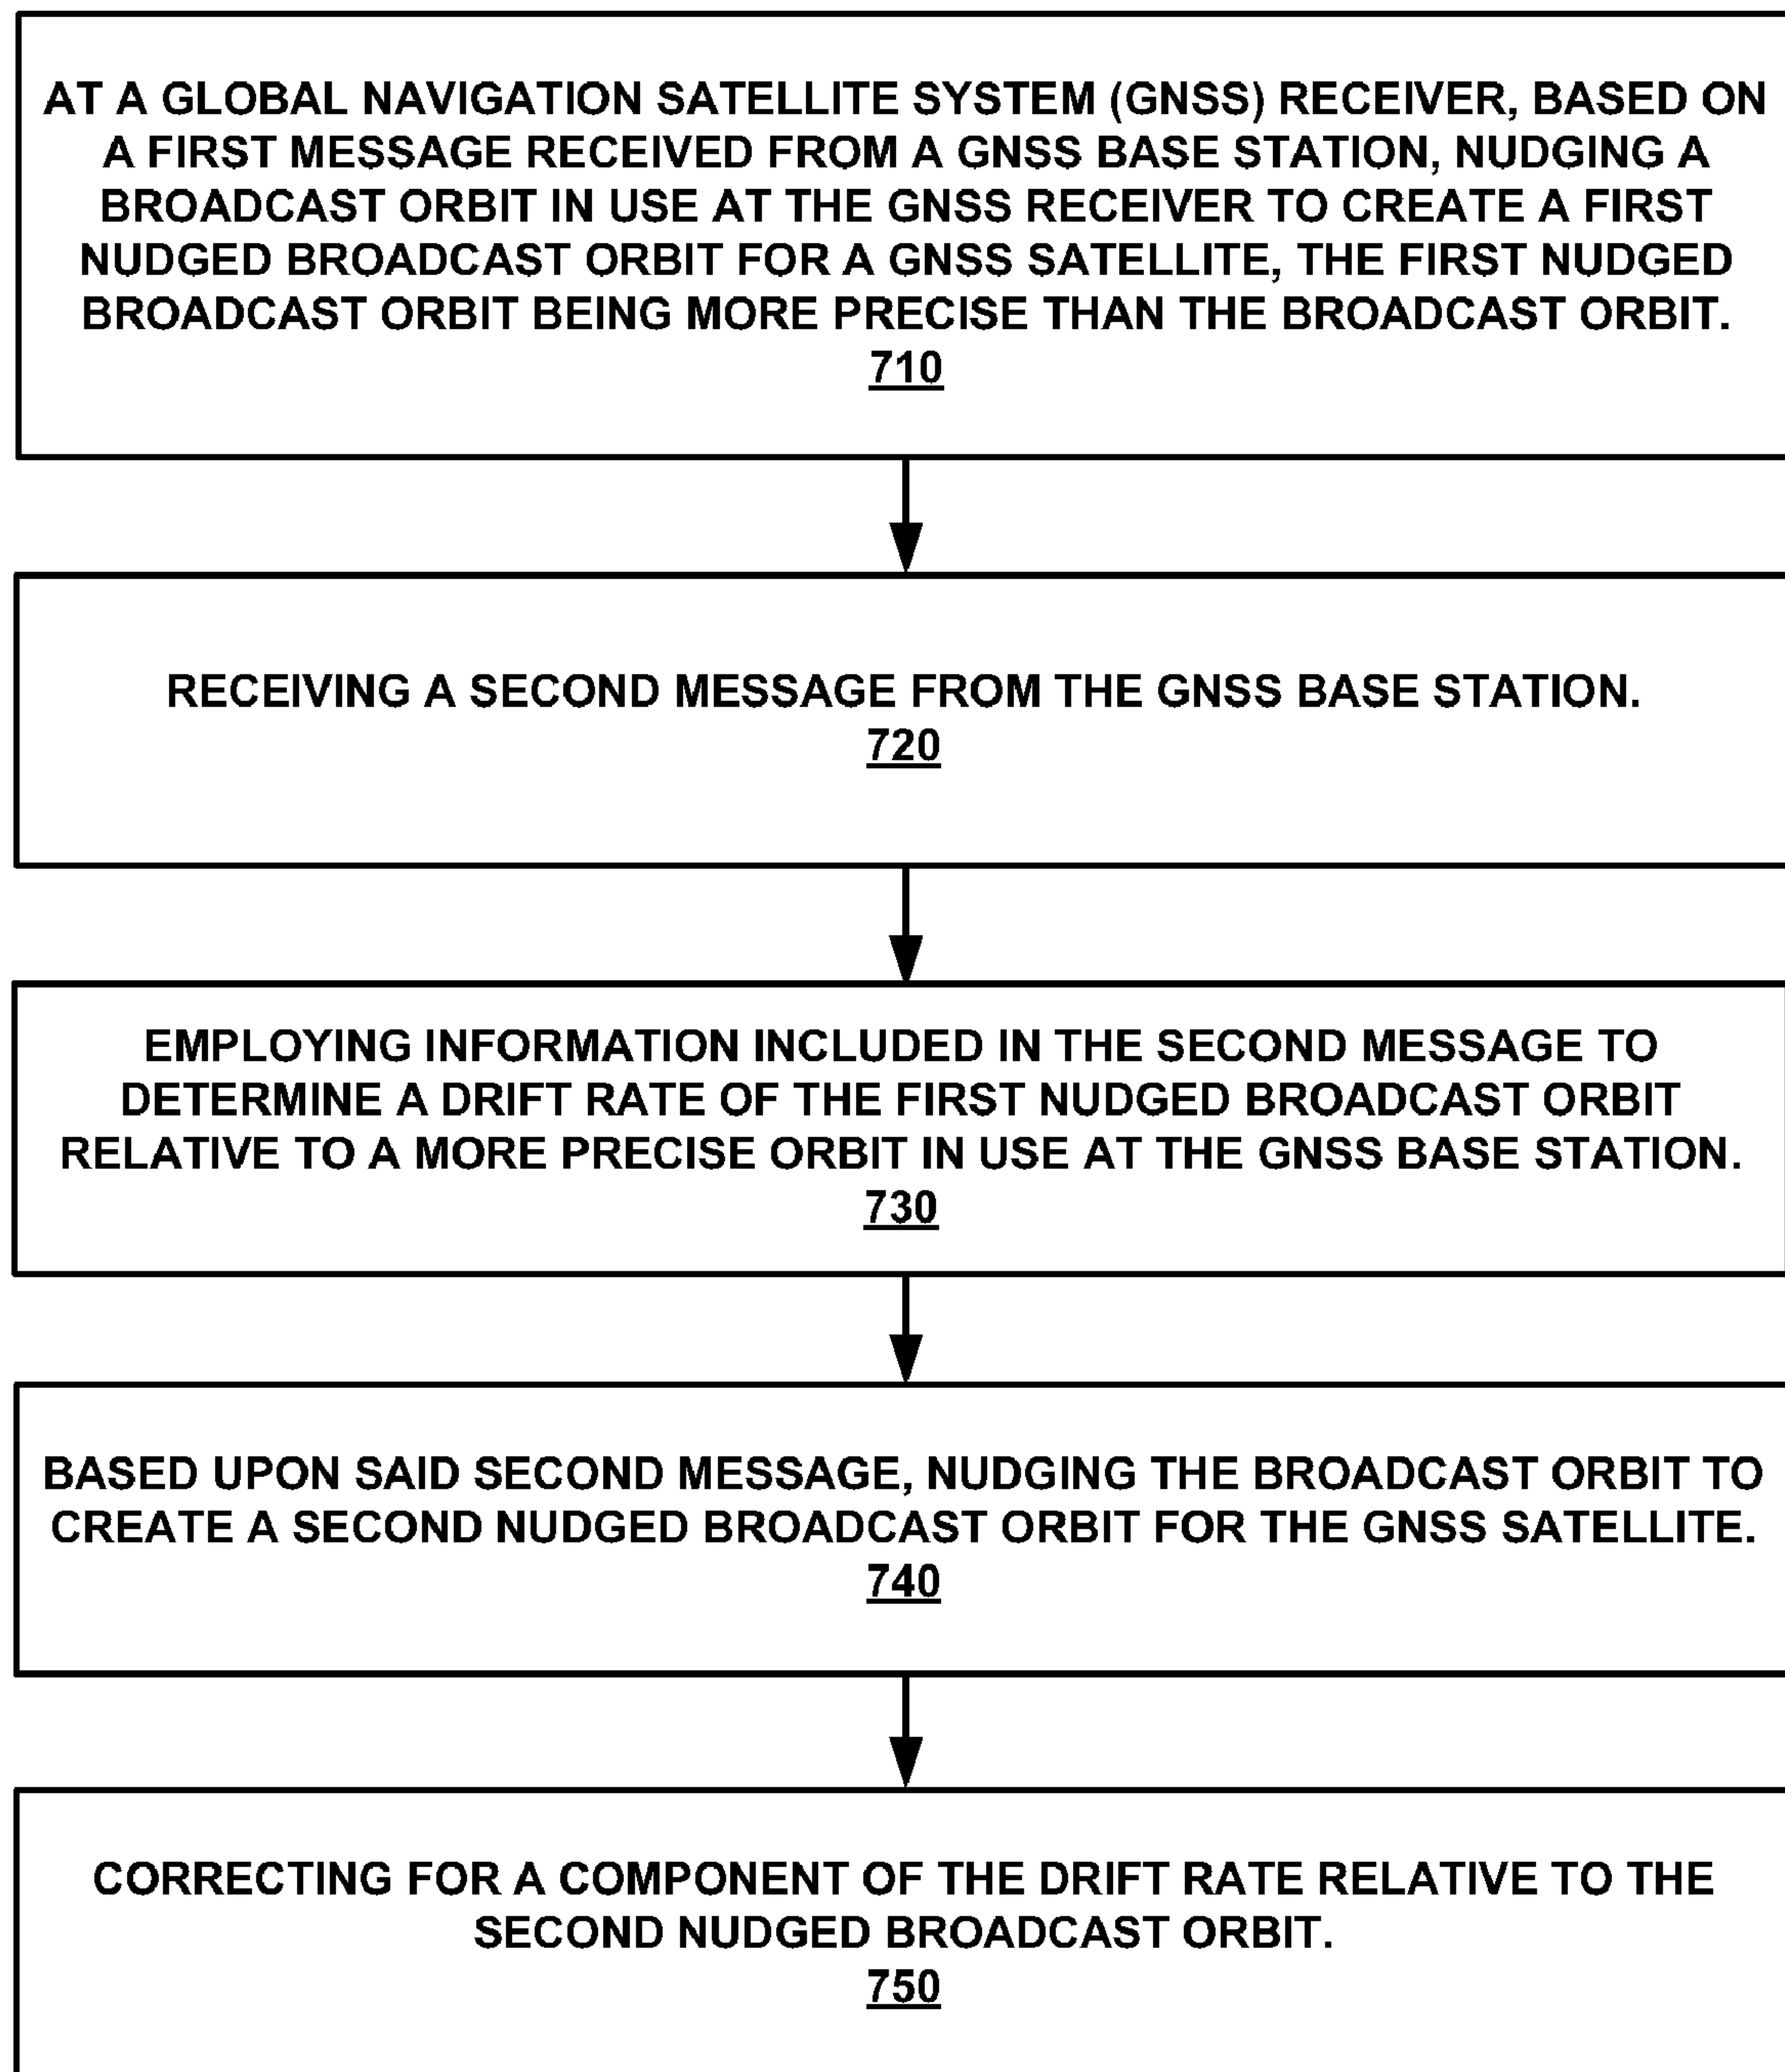 AT A GLOBAL NAVIGATION SATELLITE SYSTEM (GNSS) RECEIVER, BASED ON
A FIRST MESSAGE RECEIVED FROM A GNSS BASE STATION, NUDGING A
BROADCAST ORBIT IN USE AT THE GNSS RECEIVER TO CREATE A FIRST
NUDGED BROADCAST ORBIT FOR A GNSS SATELLITE, THE FIRST NUDGED
BROADCAST ORBIT BEING MORE PRECISE THAN THE BROADCAST ORBIT.
710
RECEIVING A SECOND MESSAGE FROM THE GNSS BASE STATION.
720
EMPLOYING INFORMATION INCLUDED IN THE SECOND MESSAGE TO
DETERMINE A DRIFT RATE OF THE FIRST NUDGED BROADCAST ORBIT
RELATIVE TO A MORE PRECISE ORBIT IN USE AT THE GNSS BASE STATION.
730
BASED UPON SAID SECOND MESSAGE, NUDGING THE BROADCAST ORBIT TO
CREATE A SECOND NUDGED BROADCAST ORBIT FOR THE GNSS SATELLITE.
740
CORRECTING FOR A COMPONENT OF THE DRIFT RATE RELATIVE TO THE
SECOND NUDGED BROADCAST ORBIT.
750